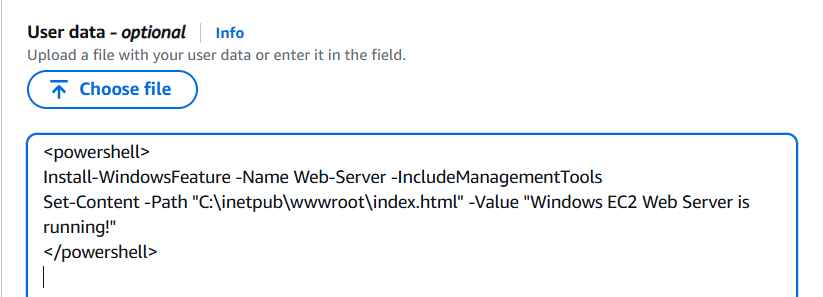 User data - optional Info
Upload a file with your user data or enter it in the field.
Choose file
<powershell>
Install-WindowsFeature -Name Web-Server -IncludeManagementTools
Set-Content -Path "C:\inetpub\wwwroot\index.html" -Value "Windows EC2 Web Server is
running!"
</powershell>